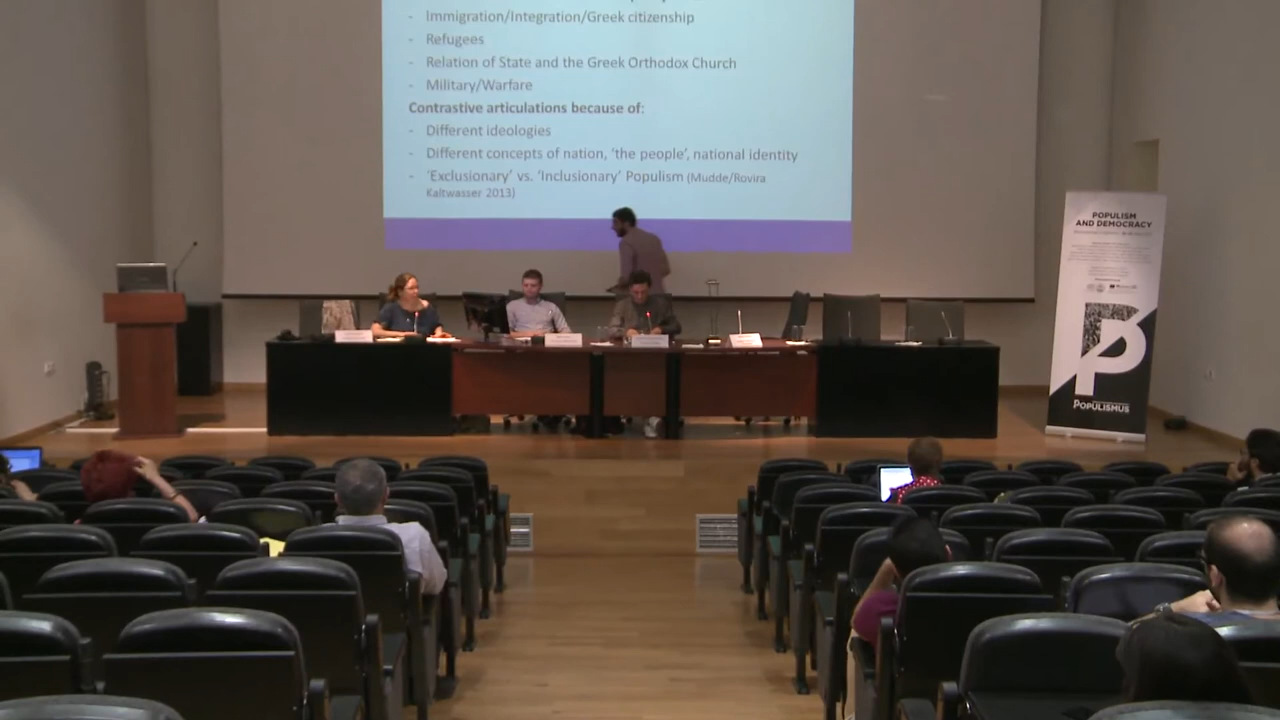 - Immigration/Integration/Greek citizenship
- Refugees
- Relation of State and the Greek Orthodox Church
- Military/Warfare
Contrastive articulations because of:
- Different ideologies
- Different concepts of nation, 'the people', national identity
- 'Exclusionary' vs. 'Inclusionary' Populism (Mudde/Rovira
Kaltwasser 2013)
POPULISM
AND DEMOCRACY
P
POPULISMUS